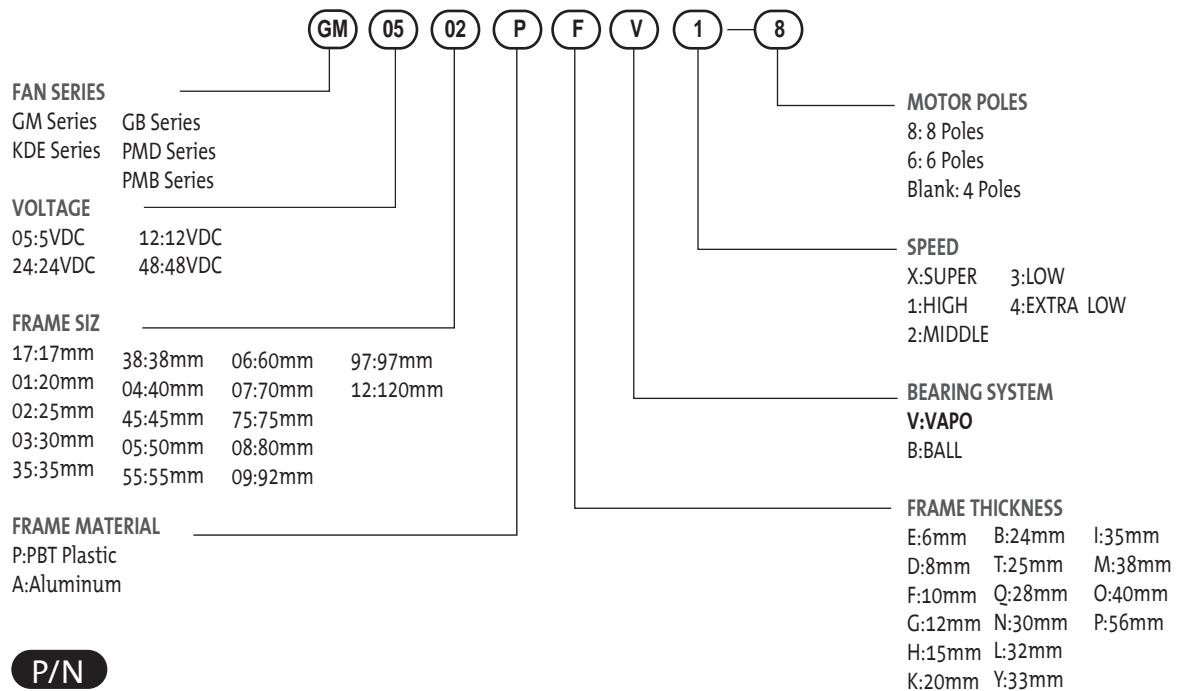 GM 05 02 P F V 1 — 8
FAN SERIES
GM Series GB Series
KDE Series PMD Series
PMB Series
VOLTAGE
05:5VDC 12:12VDC
24:24VDC 48:48VDC
FRAME SIZ
17:17mm 38:38mm 06:60mm 97:97mm
01:20mm 04:40mm 07:70mm 12:120mm
02:25mm 45:45mm 75:75mm
03:30mm 05:50mm 08:80mm
35:35mm 55:55mm 09:92mm
FRAME MATERIAL
P:PBT Plastic
A:Aluminum
P/N
MOTOR POLES
8: 8 Poles
6: 6 Poles
Blank: 4 Poles
SPEED
X:SUPER 3:LOW
1:HIGH 4:EXTRA LOW
2:MIDDLE
BEARING SYSTEM
V:VAPO
B:BALL
FRAME THICKNESS
E:6mm B:24mm I:35mm
D:8mm T:25mm M:38mm
F:10mm Q:28mm O:40mm
G:12mm N:30mm P:56mm
H:15mm L:32mm
K:20mm Y:33mm